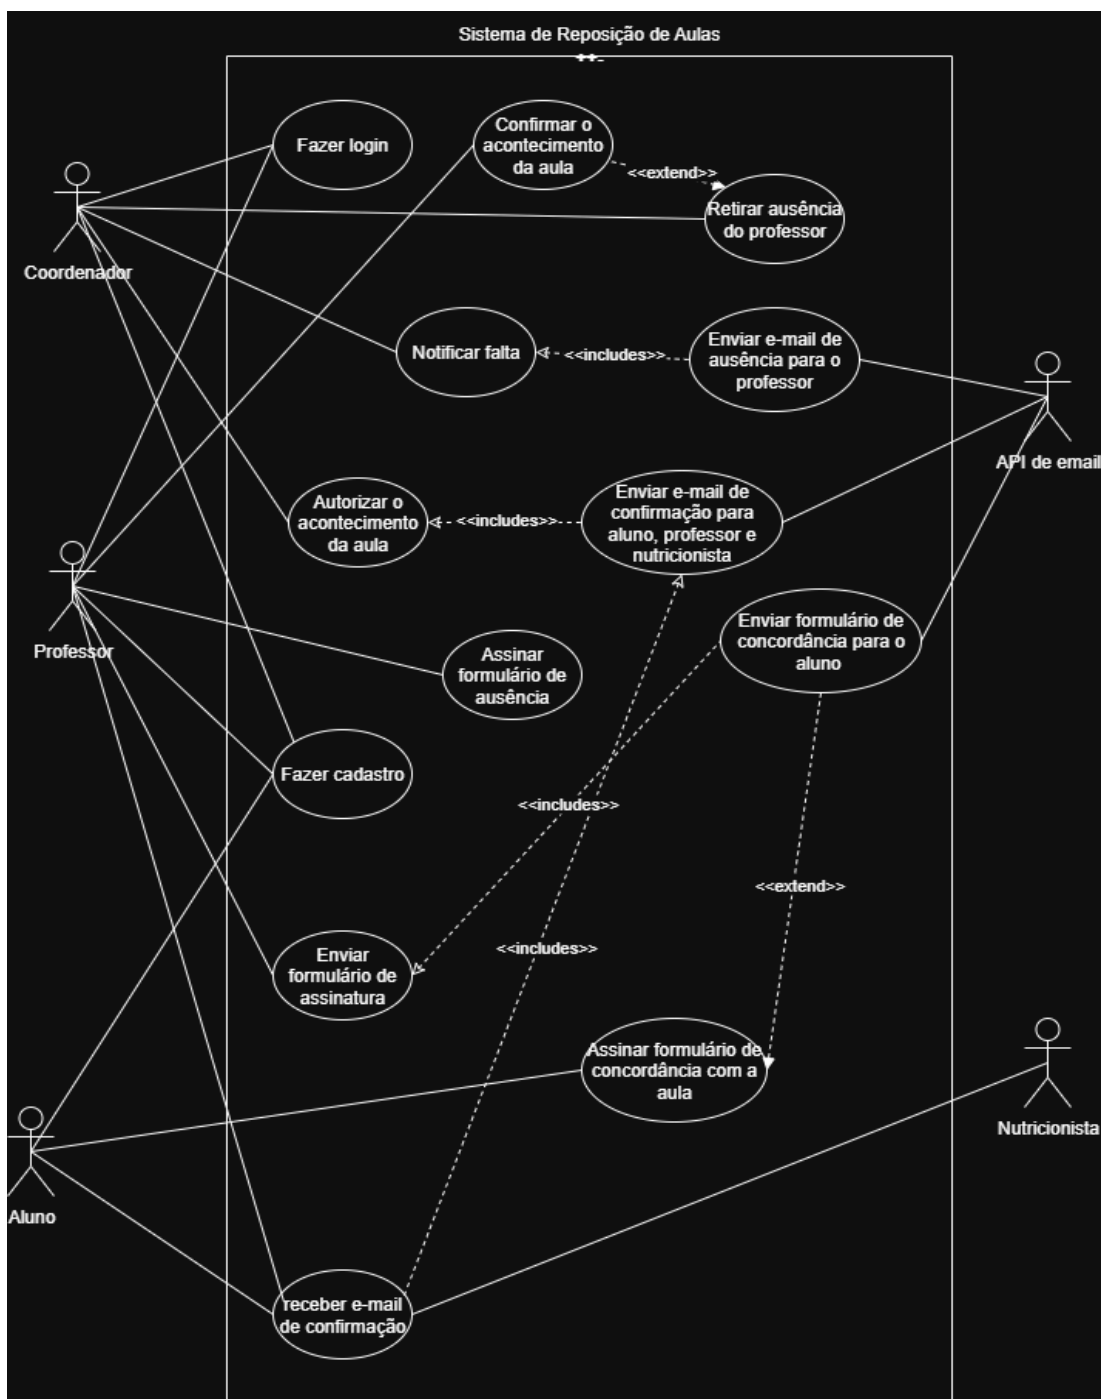 Sistema de Reposição de Aulas
Fazer login
Confirmar o
acontecimento
da aula
<<extend>>
Retirar ausência
do professor
Coordenador
Notificar falta
<<includes>>
Enviar e-mail de
ausência para o
professor
API de email
Autorizar o
acontecimento
da aula
<<includes>>
Enviar e-mail de
confirmação para
aluno, professor e
nutricionista
Professor
Assinar
formulário de
ausência
Enviar formulário de
concordância para o
aluno
Fazer cadastro
<<includes>>
<<extend>>
Enviar
formulário de
assinatura
<<includes>>
Assinar formulário de
concordância com a
aula
Nutricionista
Aluno
receber e-mail
de confirmação